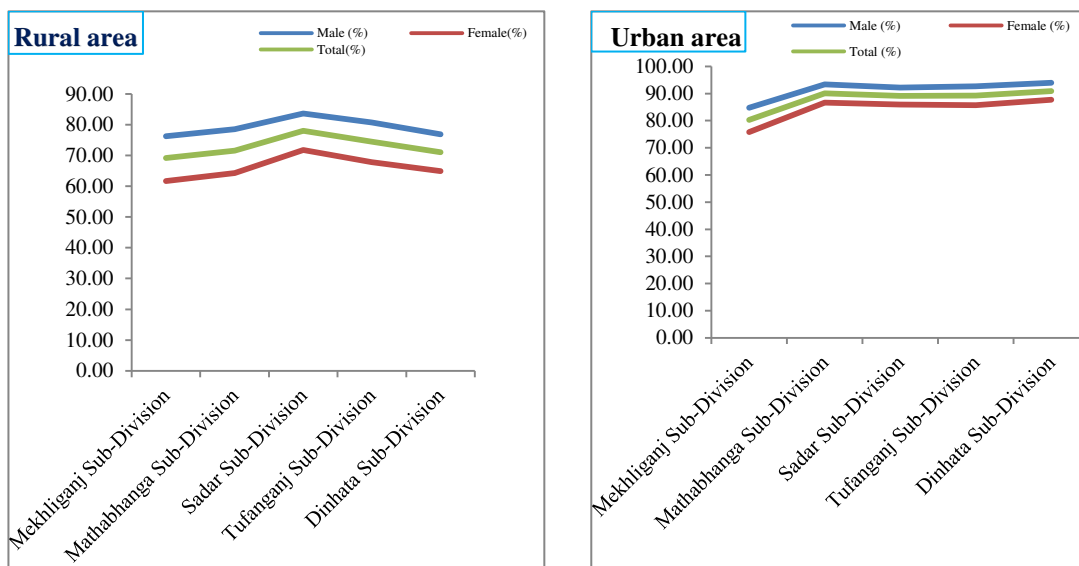 Rural area
Male (%)
Female(%)
Total(%)
90.00
80.00
70.00
60.00
50.00
40.00
30.00
20.00
10.00
0.00
Mekhliganj Sub-Division
Mathabhanga Sub-Division
Sadar Sub-Division
Tufanganj Sub-Division
Dinhata Sub-Division
Urban area
Male (%)
Female (%)
Total (%)
100.00
90.00
80.00
70.00
60.00
50.00
40.00
30.00
20.00
10.00
0.00
Mekhliganj Sub-Division
Mathabhanga Sub-Division
Sadar Sub-Division
Tufanganj Sub-Division
Dinhata Sub-Division